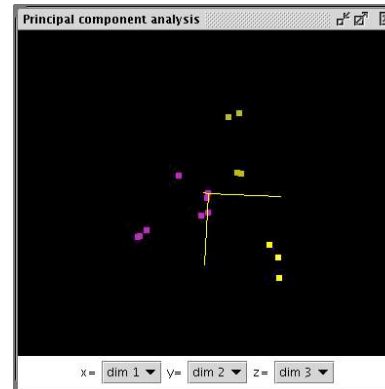 Principal component analysis
x= dim 1 y= dim 2 z= dim 3